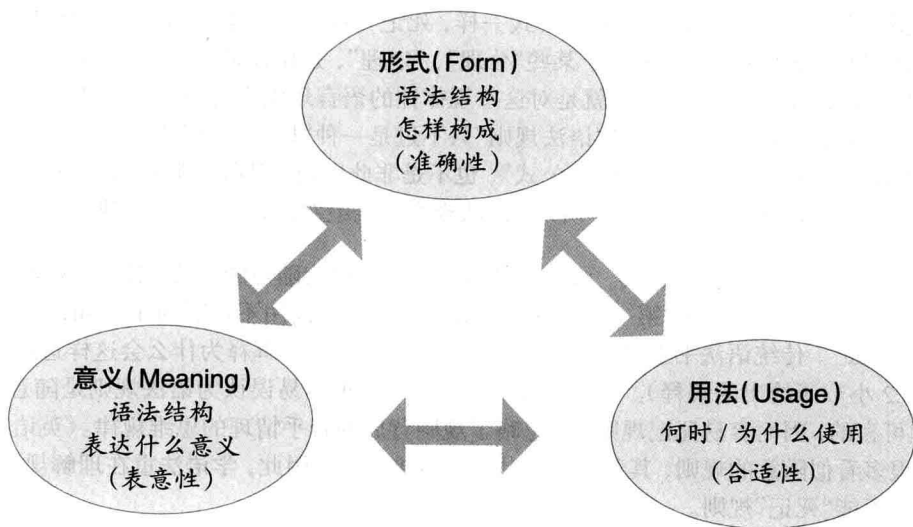 形式(Form)
语法结构
怎样构成
(准确性)
意义(Meaning)
语法结构
表达什么意义
(表意性)
用法(Usage)
何时/为什么使用
(合适性)